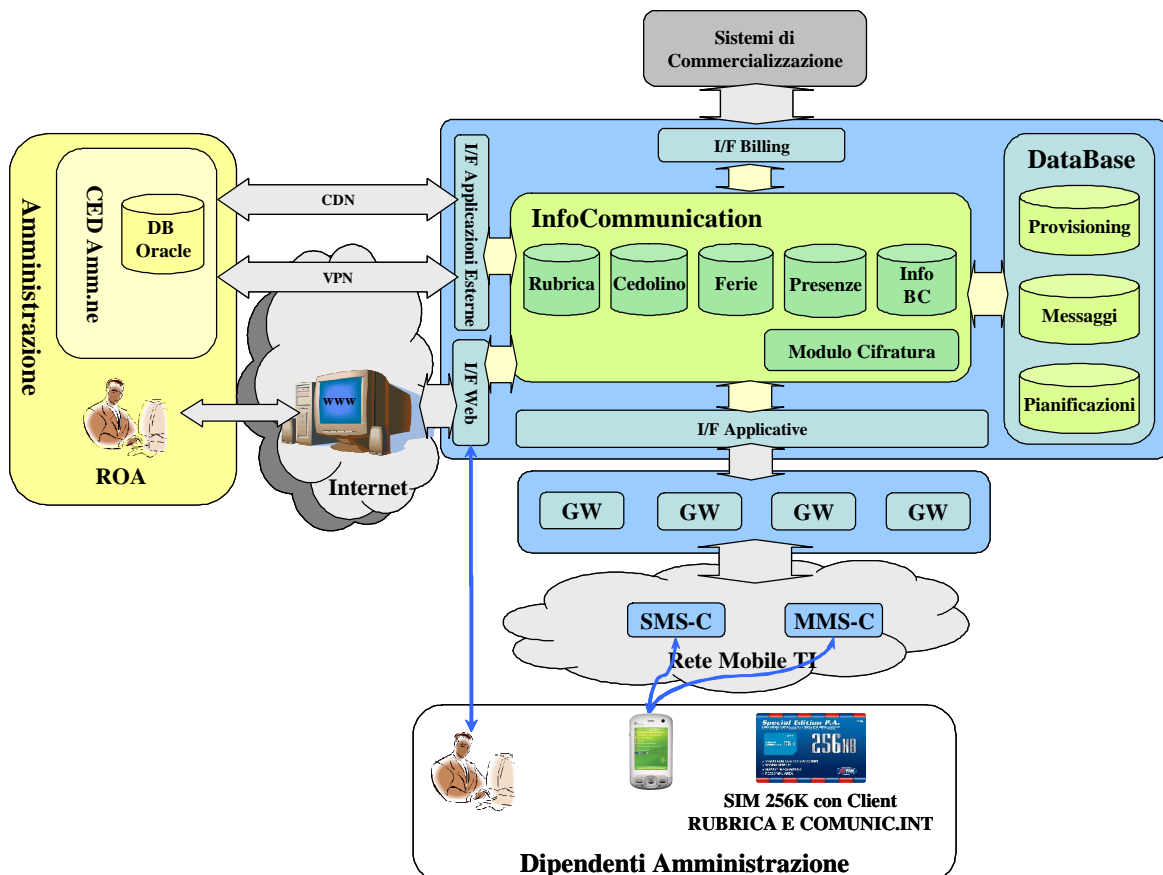 Sistemi di
Commercializzazione
I/F Billing
DataBase
Provisioning
Messaggi
Pianificazioni
Amministrazione
CED Amm.ne
DB
Oracle
CDN
VPN
I/F Applicazioni Esterne
I/F Web
InfoCommunication
Rubrica
Cedolino
Ferie
Presenze
Info
BC
Modulo Cifratura
I/F Applicative
www
ROA
Internet
GW
GW
GW
GW
SMS-C
MMS-C
Rete Mobile TI
Special Edition P.A.
256KB
SIM 256K con Client
RUBRICA E COMUNIC.INT
Dipendenti Amministrazione